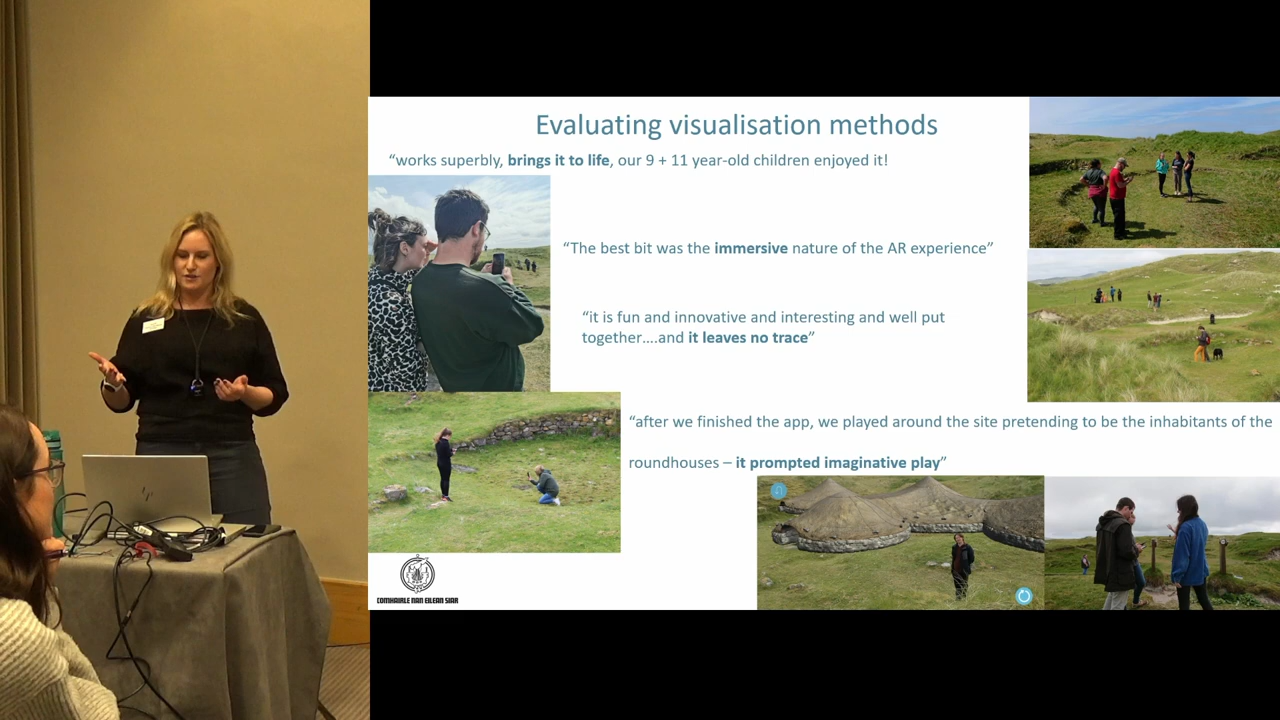 Evaluating visualisation methods
“works superbly, brings it to life, our 9 + 11 year-old children enjoyed it!
“The best bit was the immersive nature of the AR experience”
“it is fun and innovative and interesting and well put
together....and it leaves no trace”
“after we finished the app, we played around the site pretending to be the inhabitants of the
roundhouses – it prompted imaginative play”
COMHAIRLE NAN EILEAN SIAR